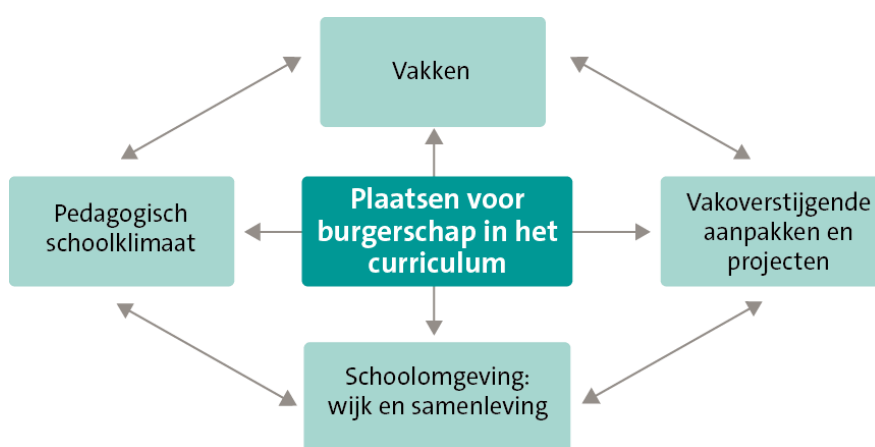 Vakken
Pedagogisch
schoolklimaat
Plaatsen voor
burgerschap in het
curriculum
Vakoverstijgende
aanpakken en
projecten
Schoolomgeving:
wijk en samenleving